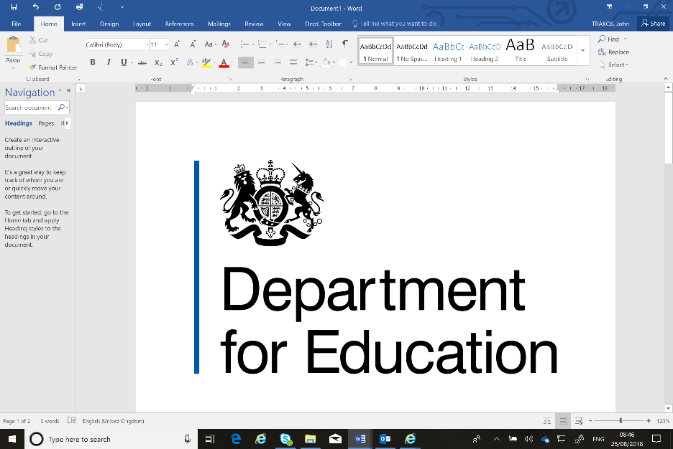 Document1 - Word
File Home Insert Design Layout References Mailings Review View Dept. Toolbar Tell me what you want to do... TRAKOS, John Share
Cut
Copy
Format Painter
Paste
Clipboard
Calibri (Body) 11
Font
Paragraph
AaBbCcDd AaBbCcDd AaBbCc AaBbCcD AaB AaBbCcD
1 Normal 1 No Spac... Heading 1 Heading 2 Title Subtitle
Styles
Find
Replace
Select
Editing
Navigation
Search document
Headings Pages
Create an interactive
outline of your
document.
It's a great way to keep
track of where you are
or quickly move your
content around.
To get started, go to the
Home tab and apply
Heading styles to the
headings in your
document.
Department
for Education
Page 1 of 2 0 words English (United Kingdom) 123%
Type here to search
ENG
08:46
25/08/2018